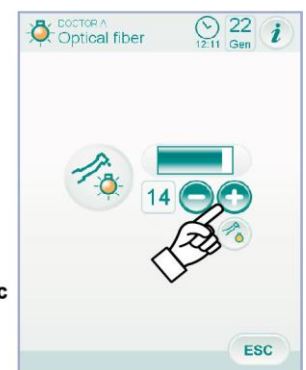 DOCTOR A
Optical fiber
12:11
22
Gen
i
14
c
ESC